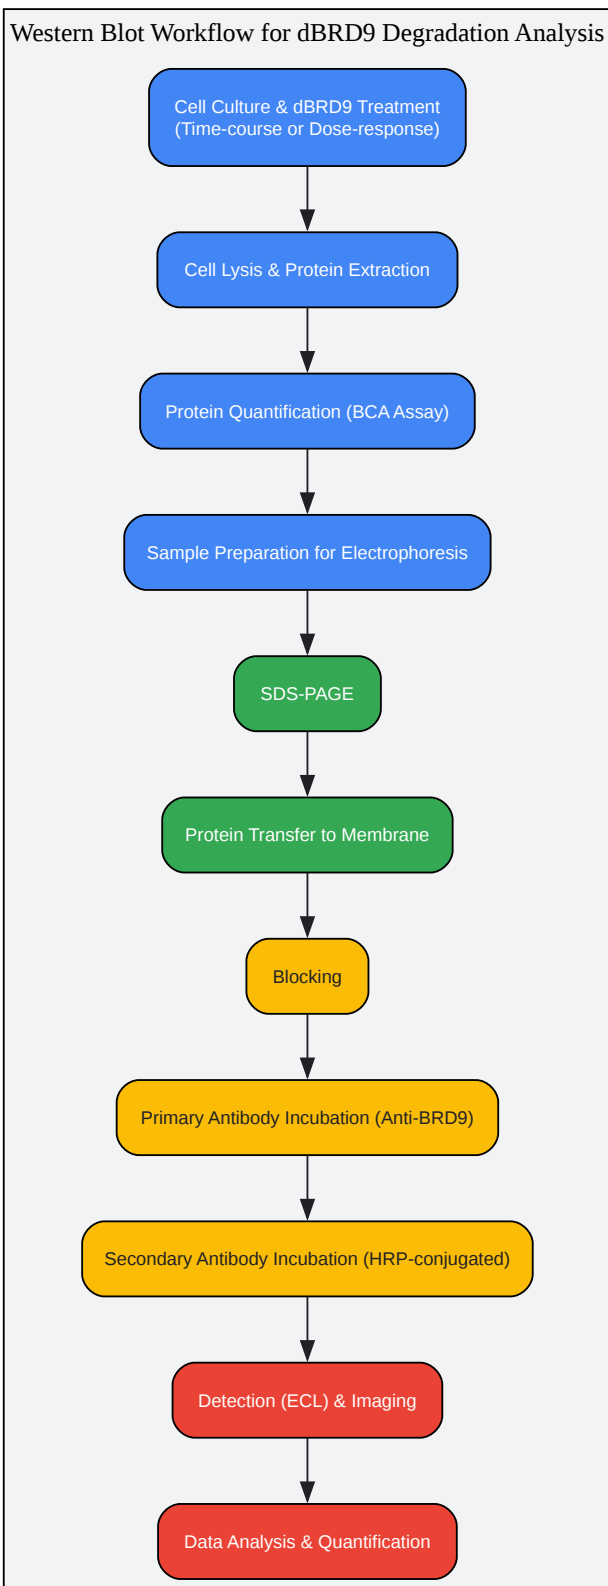 Western Blot Workflow for dBRD9 Degradation Analysis
Cell Culture & dBRD9 Treatment
(Time-course or Dose-response)
Cell Lysis & Protein Extraction
Protein Quantification (BCA Assay)
Sample Preparation for Electrophoresis
SDS-PAGE
Protein Transfer to Membrane
Blocking
Primary Antibody Incubation (Anti-BRD9)
Secondary Antibody Incubation (HRP-conjugated)
Detection (ECL) & Imaging
Data Analysis & Quantification